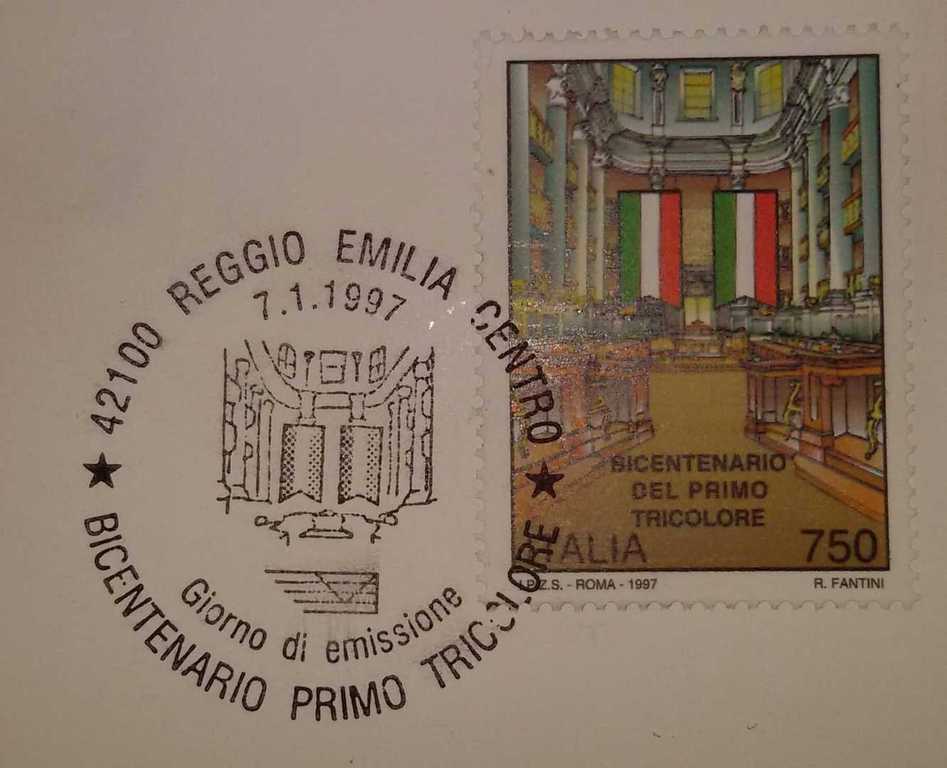 42100 REGGIO EMILIA CENTRO
7.1.1997
Giorno di emissione
BICENTENARIO PRIMO TRICOLORE
BICENTENARIO
DEL PRIMO
TRICOLORE
ITALIA 750
I.P.Z.S. - ROMA - 1997 R. FANTINI